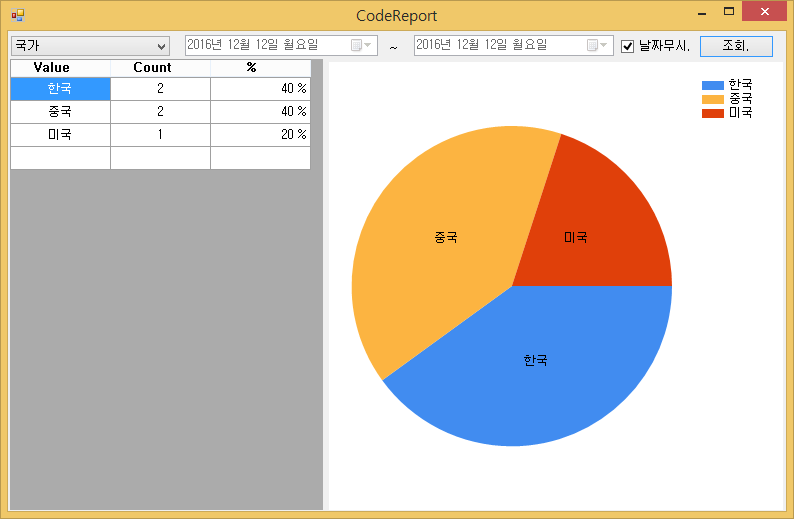 CodeReport
국가 2016년 12월 12일 월요일 ~ 2016년 12월 12일 월요일 날짜무시. 조회.
Value Count %
한국 2 40 %
중국 2 40 %
미국 1 20 %
한국
중국
미국
중국 미국
한국